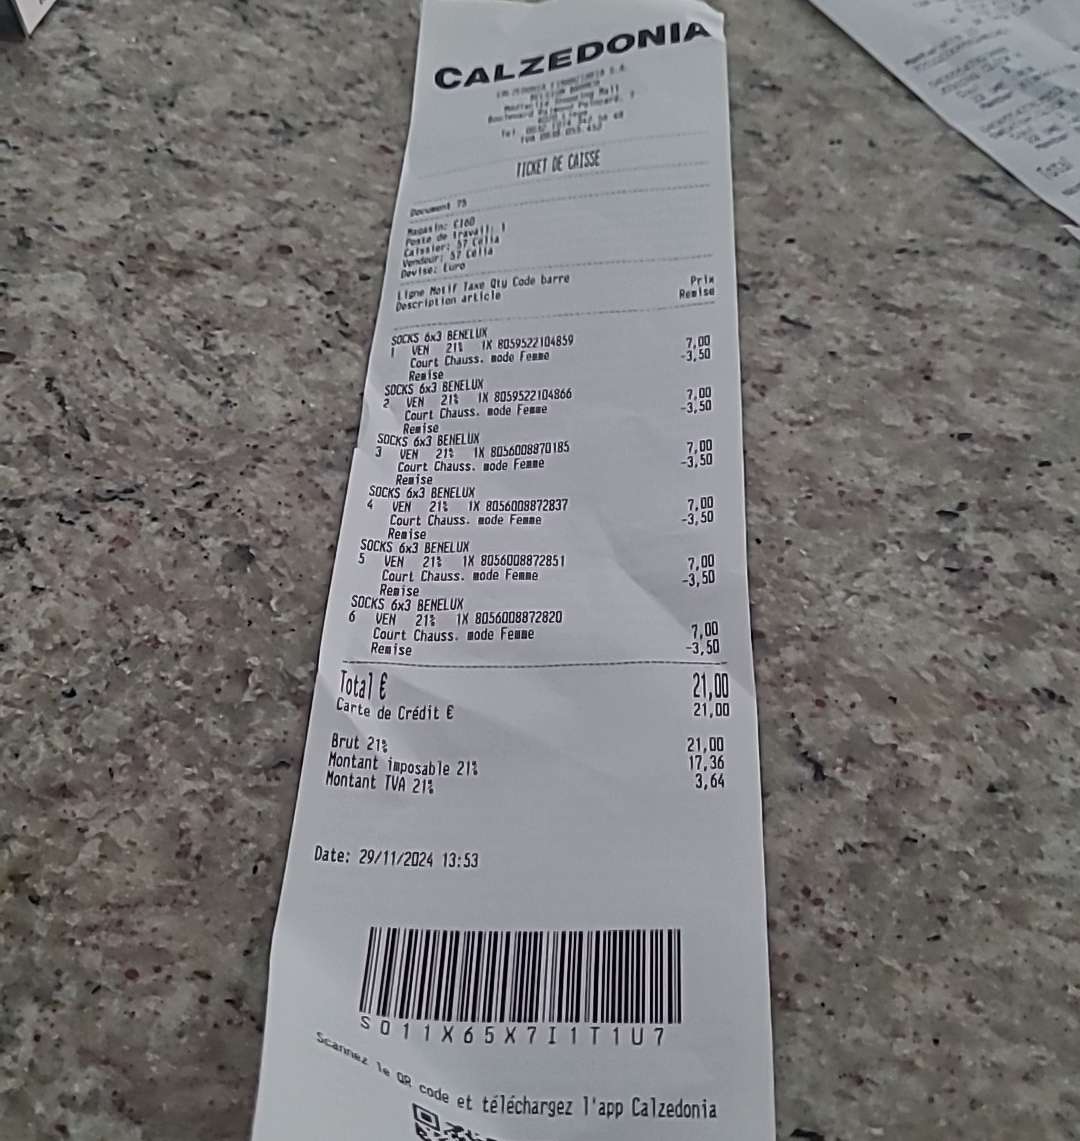 CALZEDONIA
TICKET DE CAISSE
Document 75
Magasin: C160
Poste de travail: 1
Caissier: 57 Celia
Vendeur: 57 Celia
Devise: Euro
Ligne Motif Taxe Qty Code barre Prix
Description article Remise
SOCKS 6x3 BENELUX
1 VEN 21% 1X 8059522104859 7,00
Court Chauss. mode Femme -3,50
Remise
SOCKS 6x3 BENELUX
2 VEN 21% 1X 8059522104866 7,00
Court Chauss. mode Femme -3,50
Remise
SOCKS 6x3 BENELUX
3 VEN 21% 1X 8056008870185 7,00
Court Chauss. mode Femme -3,50
Remise
SOCKS 6x3 BENELUX
4 VEN 21% 1X 8056008872837 7,00
Court Chauss. mode Femme -3,50
Remise
SOCKS 6x3 BENELUX
5 VEN 21% 1X 8056008872851 7,00
Court Chauss. mode Femme -3,50
Remise
SOCKS 6x3 BENELUX
6 VEN 21% 1X 8056008872820
Court Chauss. mode Femme 7,00
Remise -3,50
Total € 21,00
Carte de Crédit € 21,00
Brut 21% 21,00
Montant imposable 21% 17,36
Montant TVA 21% 3,64
Date: 29/11/2024 13:53
S011X65X7I1T1U7
Scannez le QR code et téléchargez l'app Calzedonia